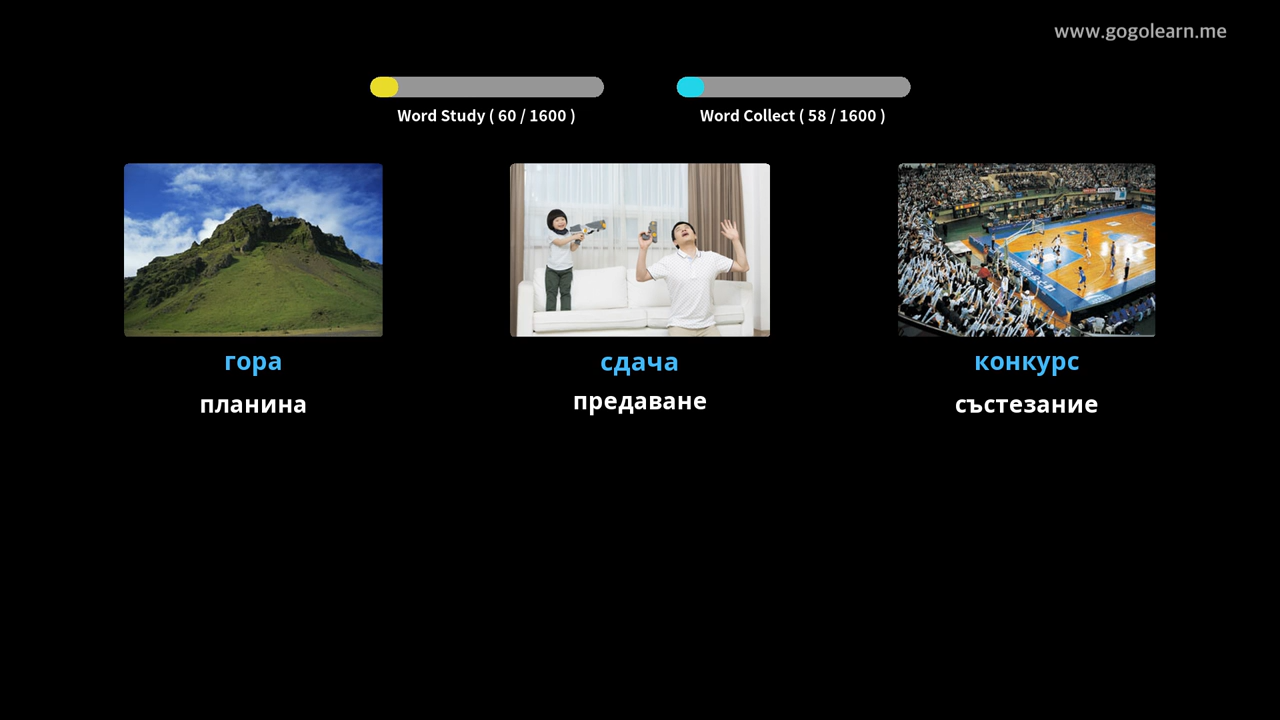 www.gogolearn.me
Word Study ( 60 / 1600 )
Word Collect ( 58 / 1600 )
гора
сдача
конкурс
планина
предаване
състезание